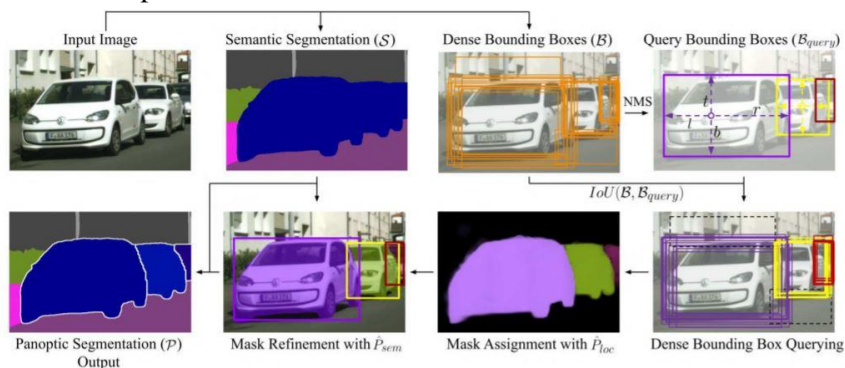 Input Image
Semantic Segmentation (𝒮)
Dense Bounding Boxes (ℬ)
Query Bounding Boxes (ℬ_query)
NMS
t
r
l
b
IoU(ℬ, ℬ_query)
Panoptic Segmentation (𝒫)
Output
Mask Refinement with P̂_sem
Mask Assignment with P̂_loc
Dense Bounding Box Querying